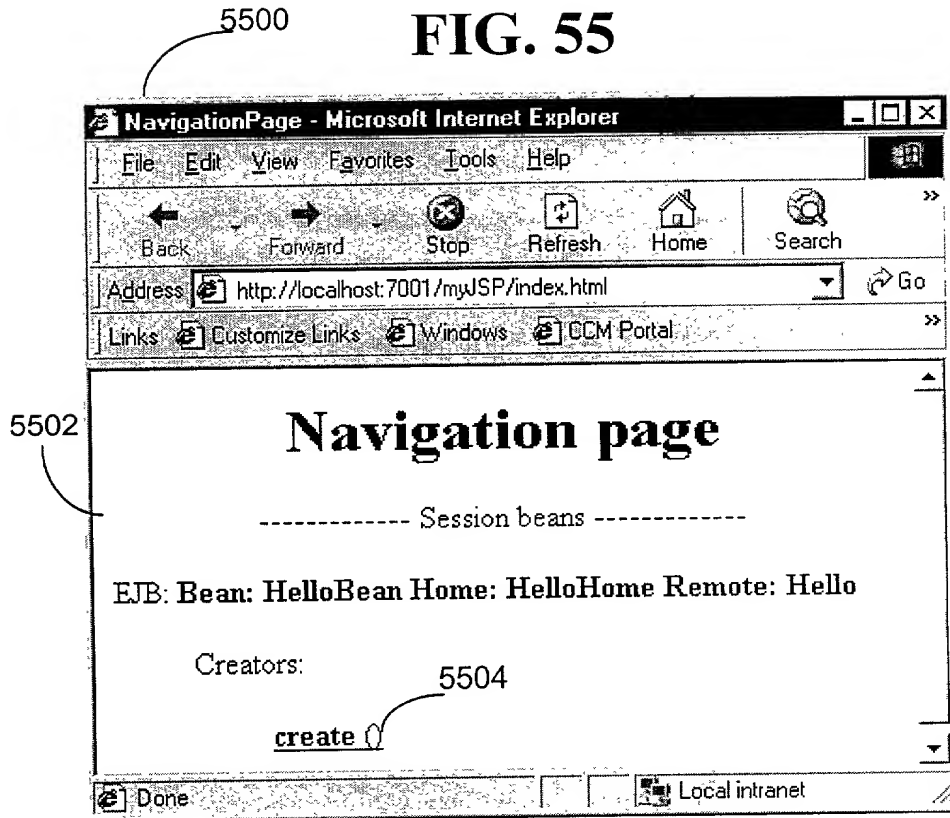 5500
FIG. 55
NavigationPage - Microsoft Internet Explorer
File Edit View Favorites Tools Help
Back Forward Stop Refresh Home Search »
Address http://localhost:7001/myJSP/index.html Go
Links Customize Links Windows CCM Portal »
5502
Navigation page
------------- Session beans -------------
EJB: Bean: HelloBean Home: HelloHome Remote: Hello
Creators:
5504
create ()
Done Local intranet